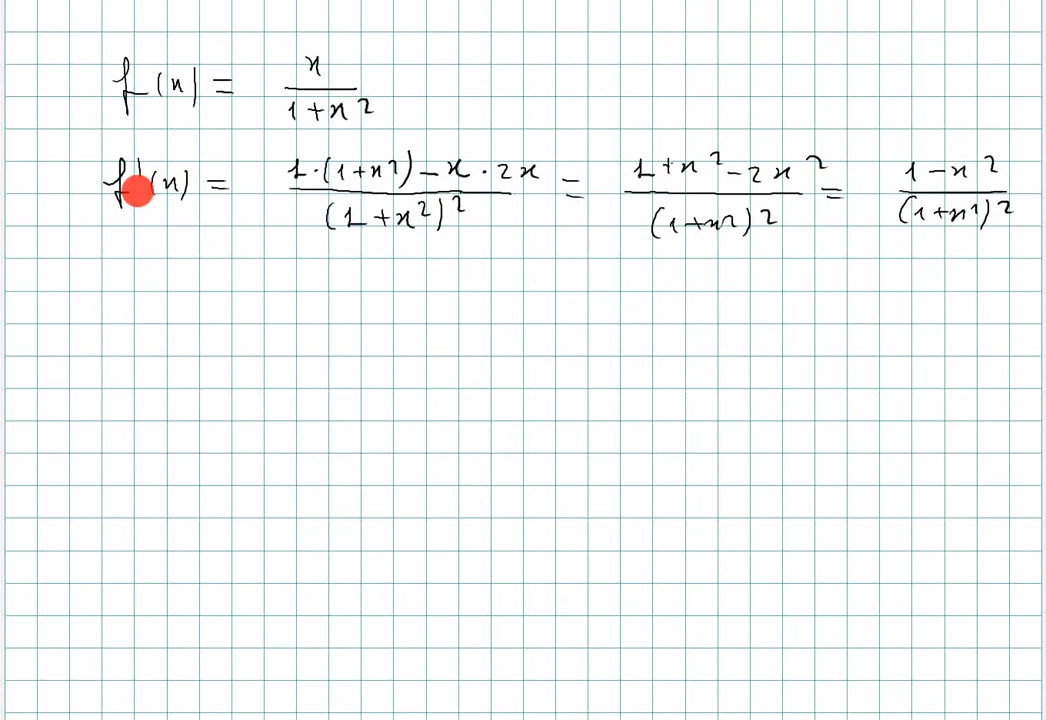 f(x) = x / (1+x²)
f'(x) = (1·(1+x²) − x·2x) / (1+x²)² = (1+x²−2x²) / (1+x²)² = (1−x²) / (1+x²)²